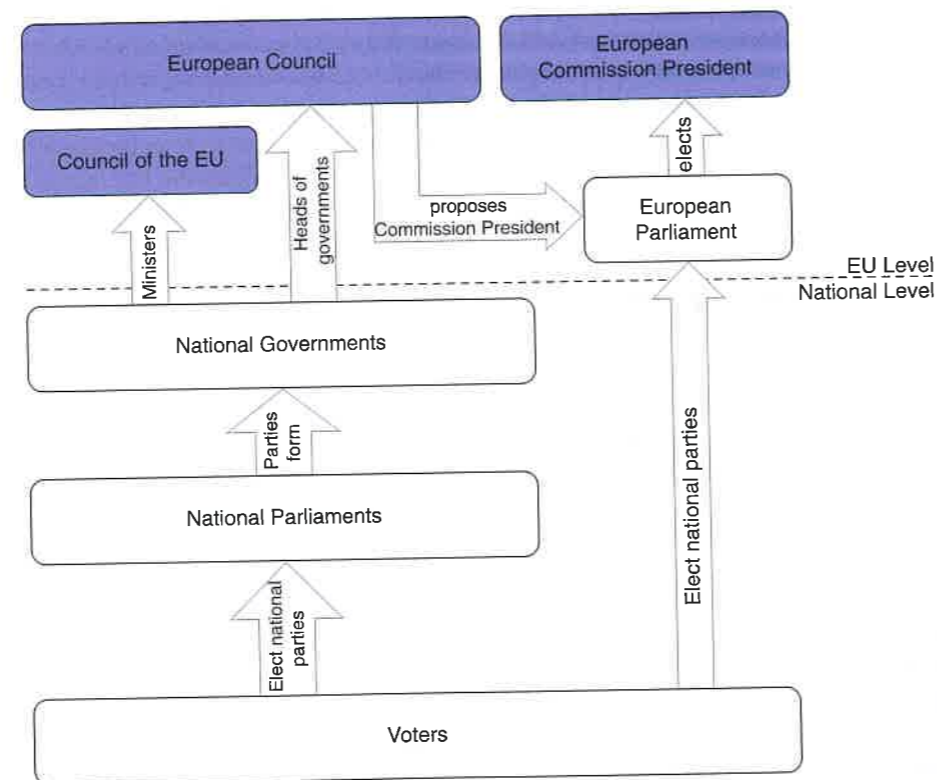 European Council
European
Commission President
Council of the EU
elects
Heads of
governments
Ministers
proposes
Commission President
European
Parliament
EU Level
National Level
National Governments
Parties
form
National Parliaments
Elect national parties
Elect national
parties
Voters